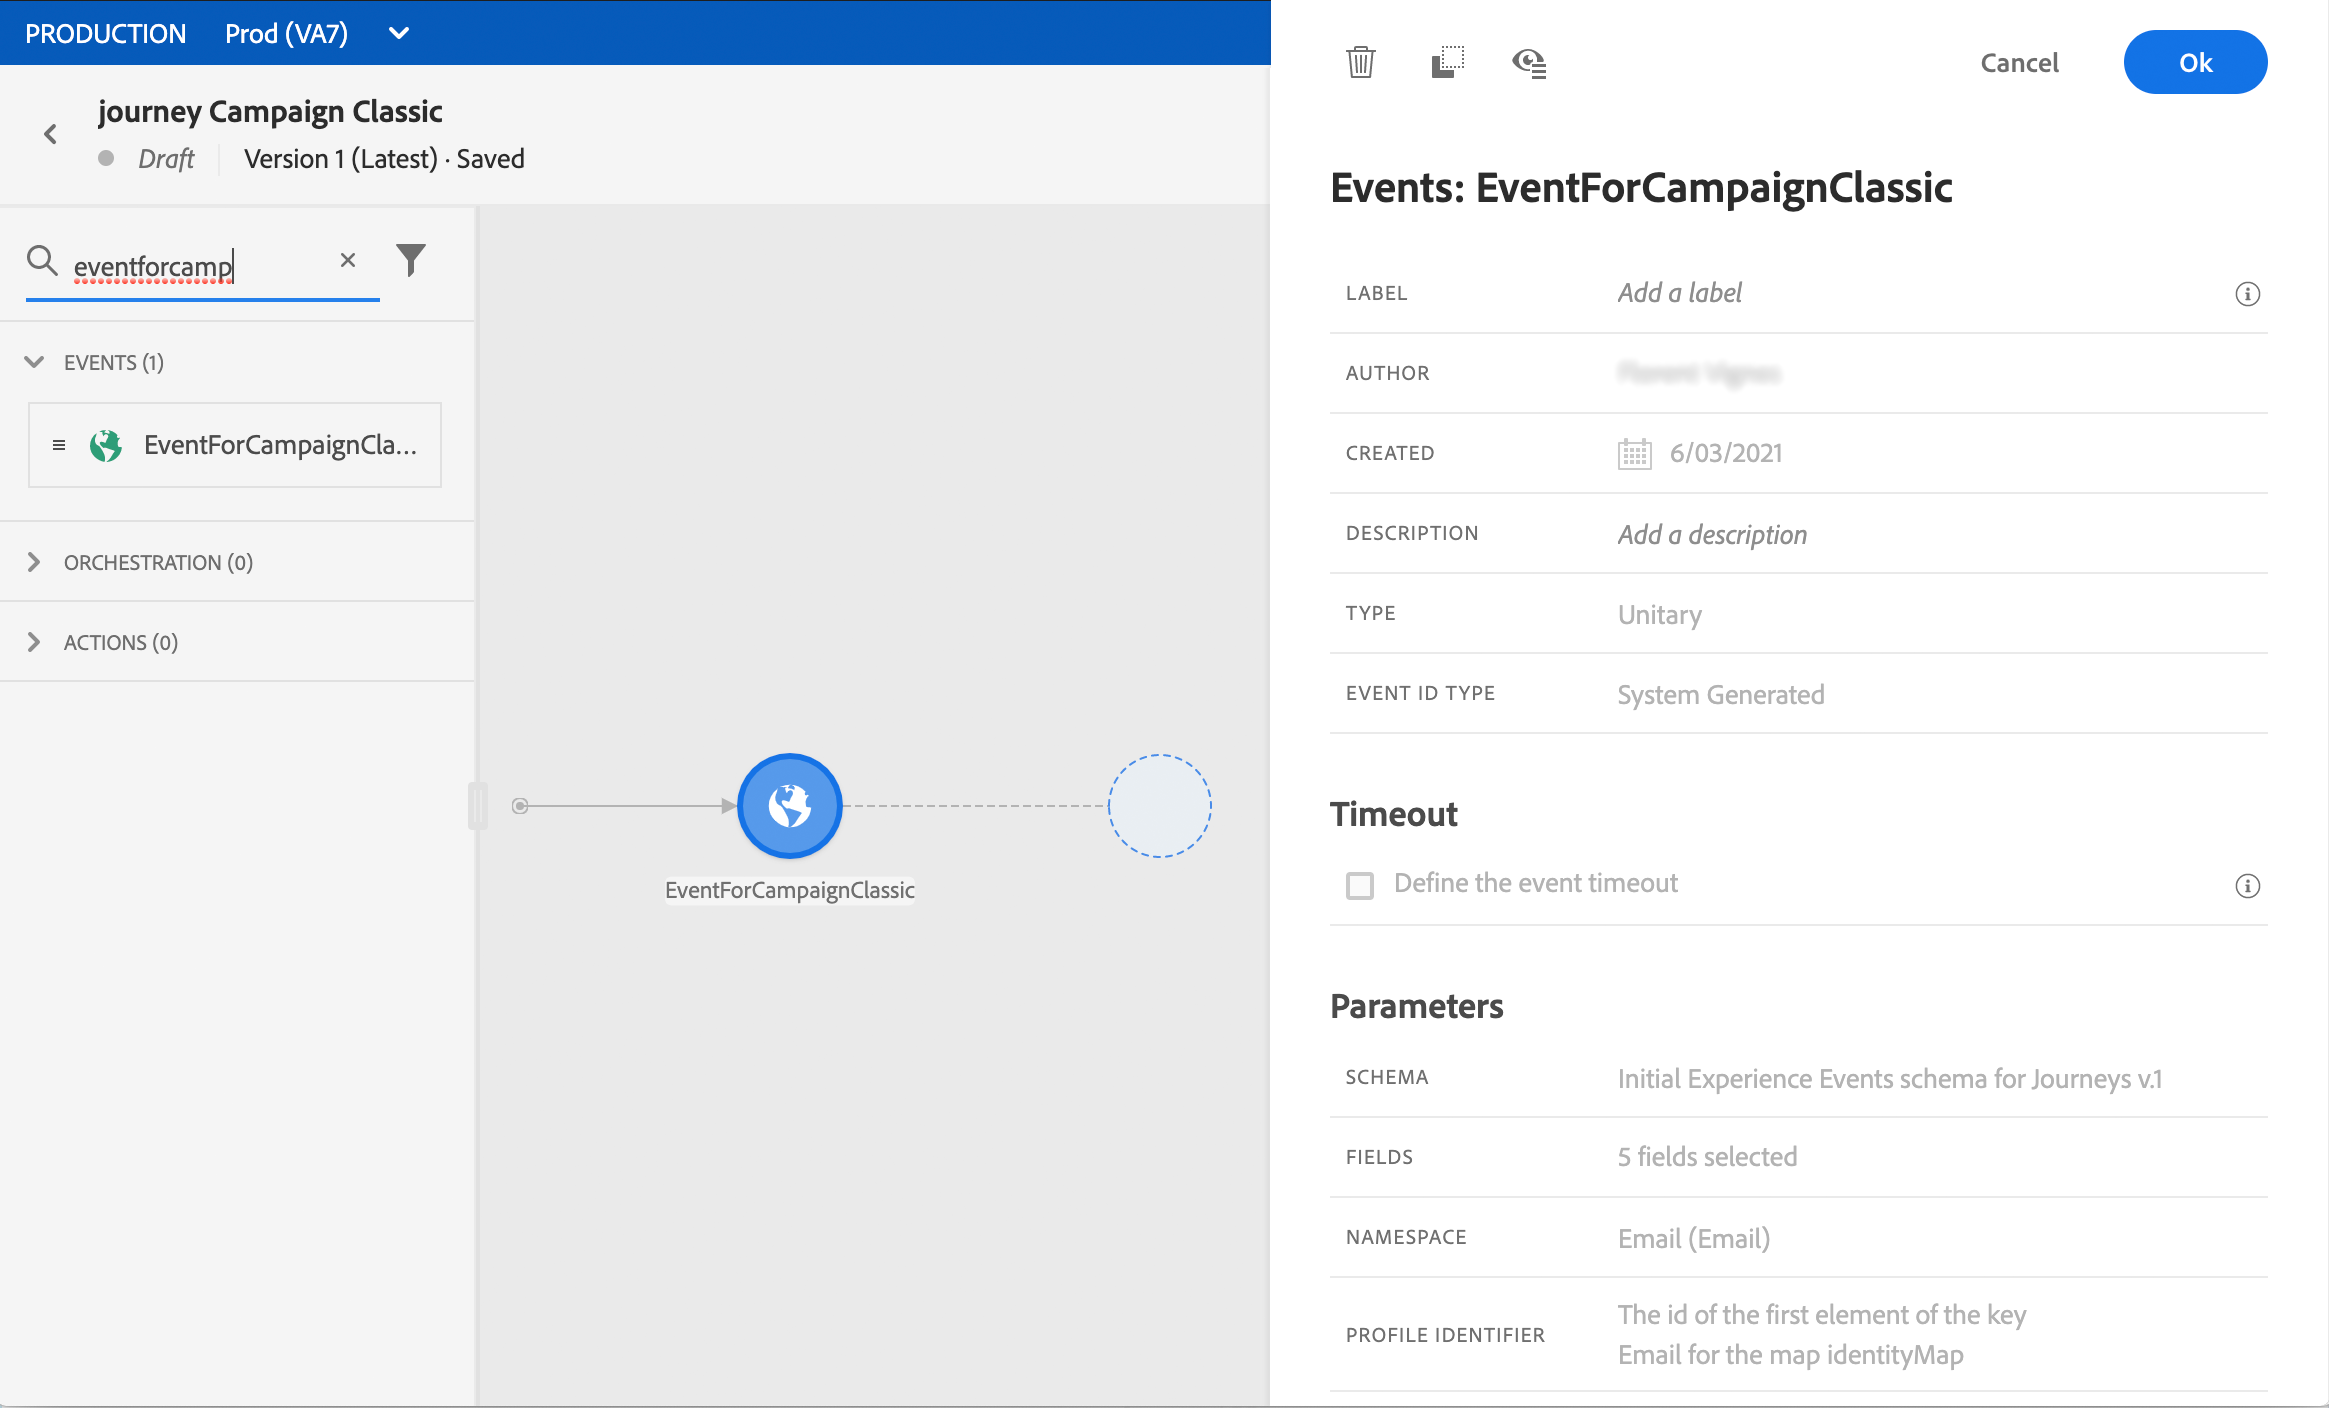 PRODUCTION Prod (VA7)
journey Campaign Classic
Draft Version 1 (Latest) · Saved
eventforcamp
EVENTS (1)
EventForCampaignCla...
ORCHESTRATION (0)
ACTIONS (0)
EventForCampaignClassic
Cancel Ok
Events: EventForCampaignClassic
LABEL Add a label
AUTHOR
CREATED 6/03/2021
DESCRIPTION Add a description
TYPE Unitary
EVENT ID TYPE System Generated
Timeout
Define the event timeout
Parameters
SCHEMA Initial Experience Events schema for Journeys v.1
FIELDS 5 fields selected
NAMESPACE Email (Email)
PROFILE IDENTIFIER The id of the first element of the key
Email for the map identityMap